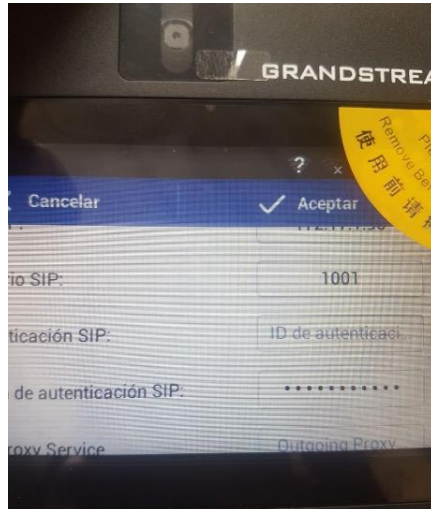 GRANDSTREA
Remove Be
使用前请
?
×
Cancelar
Aceptar
io SIP:
1001
ticación SIP:
ID de autenticaci...
de autenticación SIP:
•••••••••••
roxy Service
Outgoing Proxy